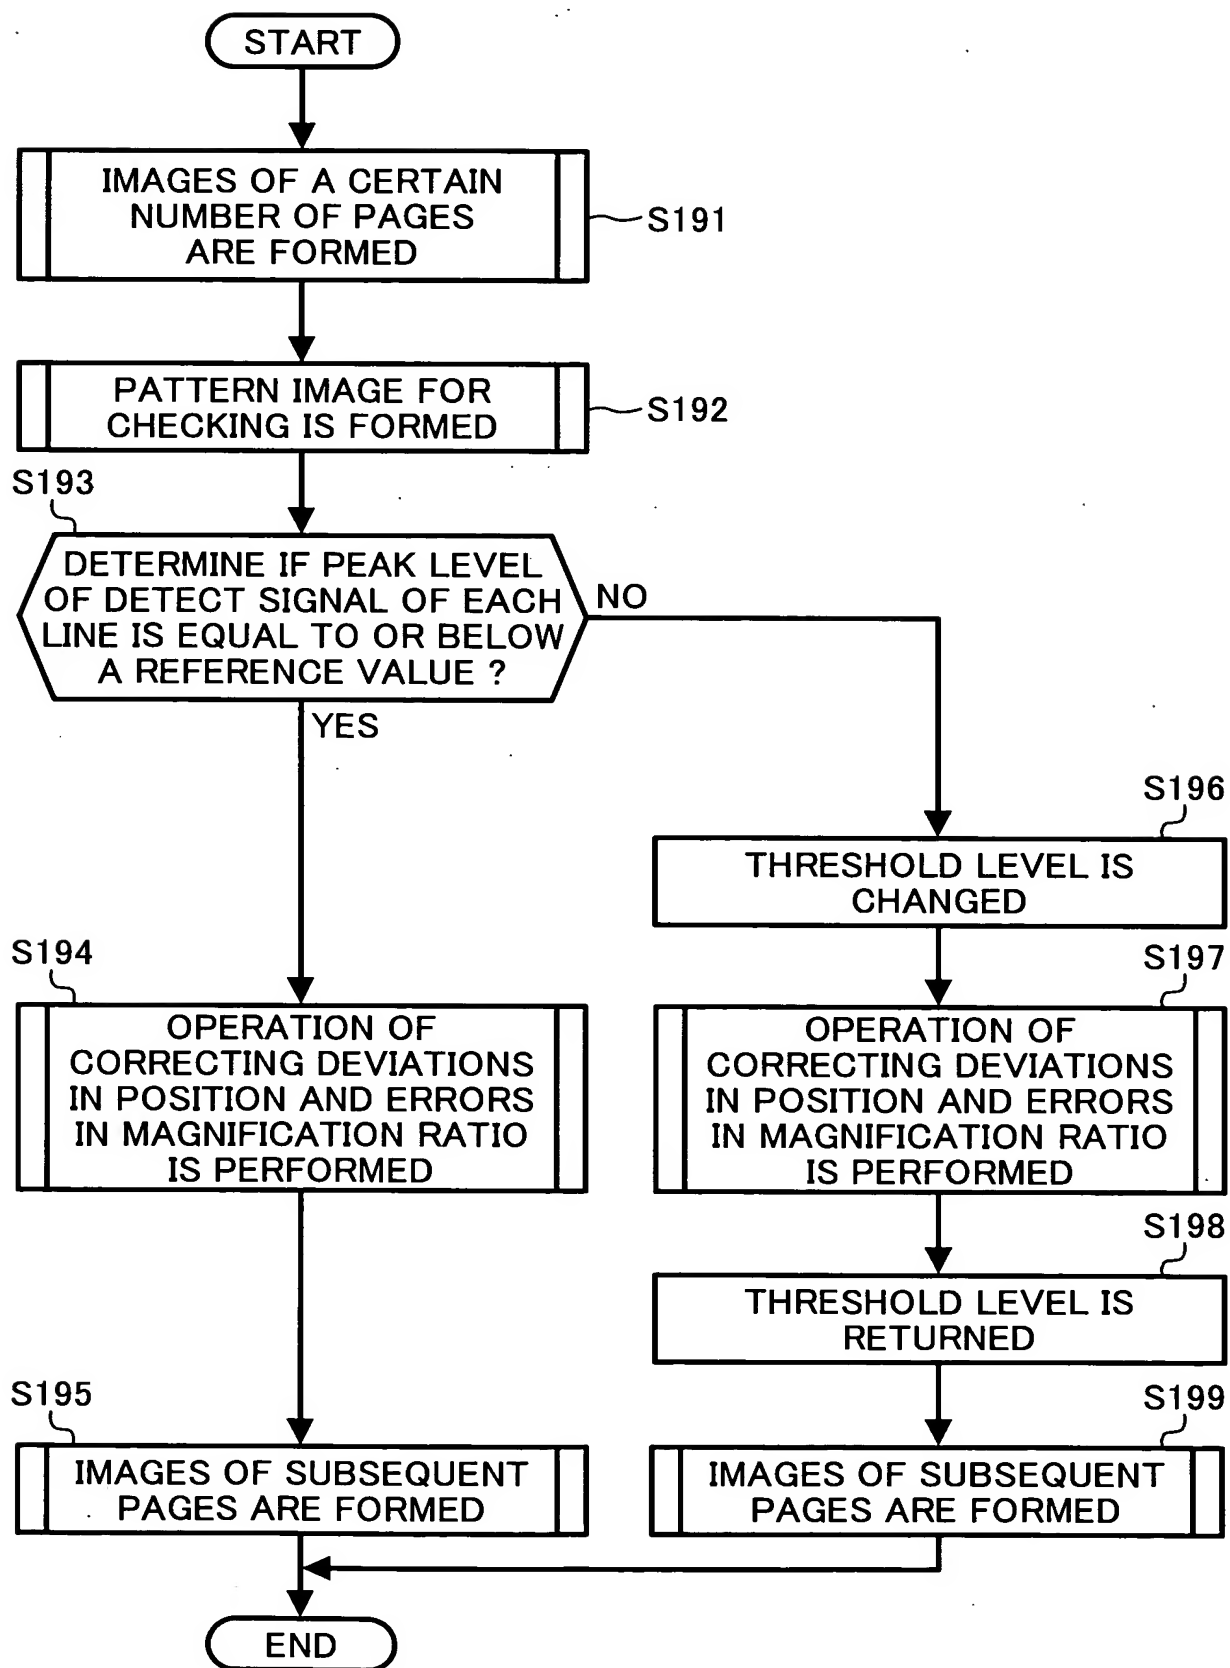 START
IMAGES OF A CERTAIN
NUMBER OF PAGES
ARE FORMED
S191
PATTERN IMAGE FOR
CHECKING IS FORMED
S192
S193
DETERMINE IF PEAK LEVEL
OF DETECT SIGNAL OF EACH
LINE IS EQUAL TO OR BELOW
A REFERENCE VALUE ?
NO
YES
S196
THRESHOLD LEVEL IS
CHANGED
S194
OPERATION OF
CORRECTING DEVIATIONS
IN POSITION AND ERRORS
IN MAGNIFICATION RATIO
IS PERFORMED
S197
OPERATION OF
CORRECTING DEVIATIONS
IN POSITION AND ERRORS
IN MAGNIFICATION RATIO
IS PERFORMED
S198
THRESHOLD LEVEL IS
RETURNED
S195
IMAGES OF SUBSEQUENT
PAGES ARE FORMED
S199
IMAGES OF SUBSEQUENT
PAGES ARE FORMED
END